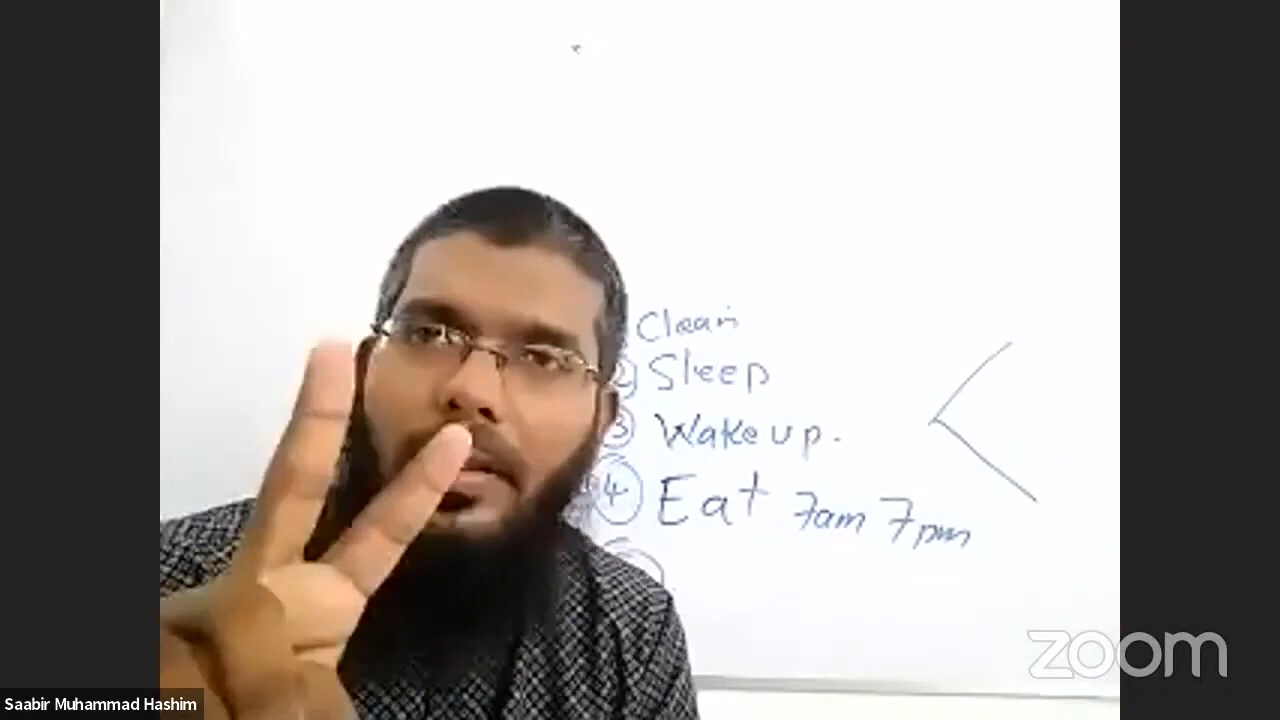 Clean
② Sleep
③ Wake up.
④ Eat 7am 7pm
zoom
Saabir Muhammad Hashim